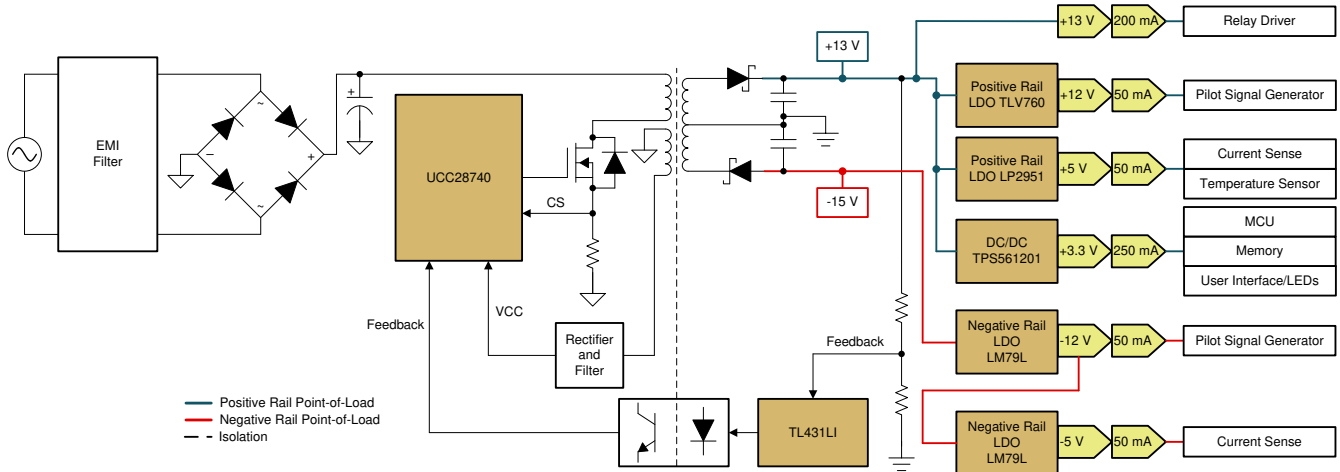 EMI
Filter
~
~
−
+
+
UCC28740
CS
VCC
Feedback
Rectifier
and
Filter
+13 V
-15 V
Feedback
TL431LI
+13 V
200 mA
Relay Driver
Positive Rail
LDO TLV760
+12 V
50 mA
Pilot Signal Generator
Positive Rail
LDO LP2951
+5 V
50 mA
Current Sense
Temperature Sensor
DC/DC
TPS561201
+3.3 V
250 mA
MCU
Memory
User Interface/LEDs
Negative Rail
LDO
LM79L
-12 V
50 mA
Pilot Signal Generator
Negative Rail
LDO
LM79L
-5 V
50 mA
Current Sense
Positive Rail Point-of-Load
Negative Rail Point-of-Load
Isolation